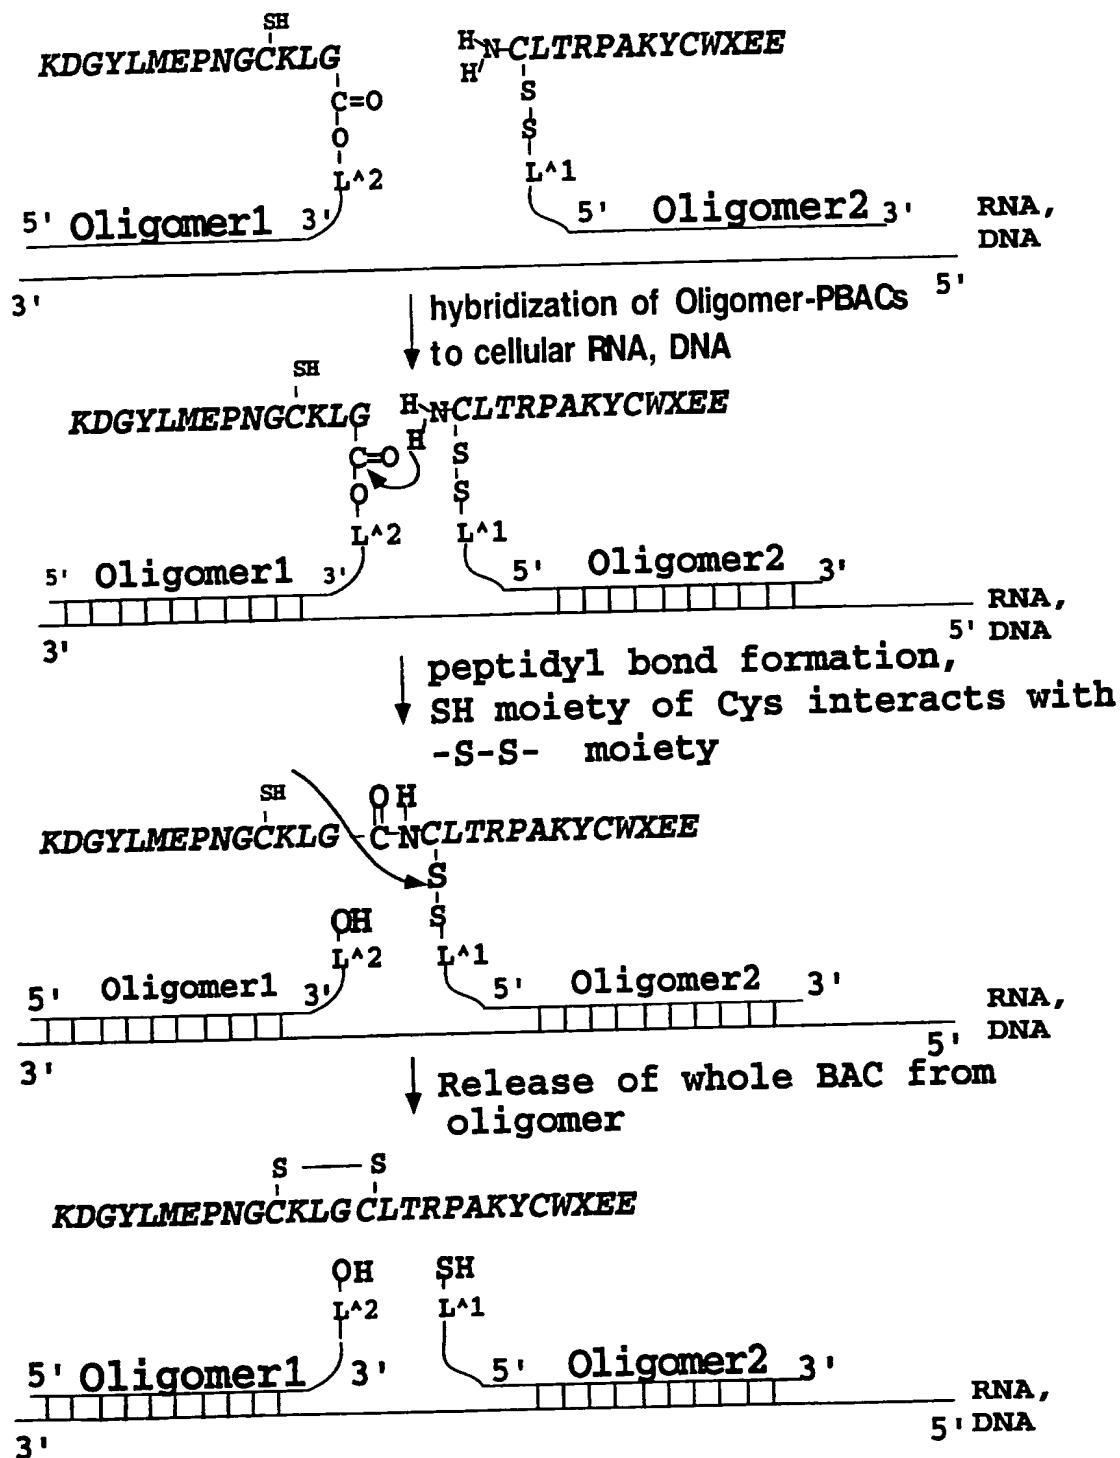 SH
KDGYLMEPNGCKLG
H N-CLTRPAKYCWXEE
H
C=O
O
L^2
S
S
L^1
5' Oligomer1 3'
5' Oligomer2 3'
RNA,
DNA
3'
5'
hybridization of Oligomer-PBACs
to cellular RNA, DNA
SH
KDGYLMEPNGCKLG
H N-CLTRPAKYCWXEE
H
C=O
O
L^2
S
S
L^1
5' Oligomer1 3'
5' Oligomer2 3'
RNA,
DNA
3'
5'
peptidyl bond formation,
SH moiety of Cys interacts with
-S-S- moiety
SH
O H
KDGYLMEPNGCKLG-C-NCLTRPAKYCWXEE
S
S
OH
L^2
L^1
5' Oligomer1 3'
5' Oligomer2 3'
RNA,
DNA
3'
5'
Release of whole BAC from
oligomer
S — S
KDGYLMEPNGCKLGCLTRPAKYCWXEE
OH
L^2
SH
L^1
5' Oligomer1 3'
5' Oligomer2 3'
RNA,
DNA
3'
5'